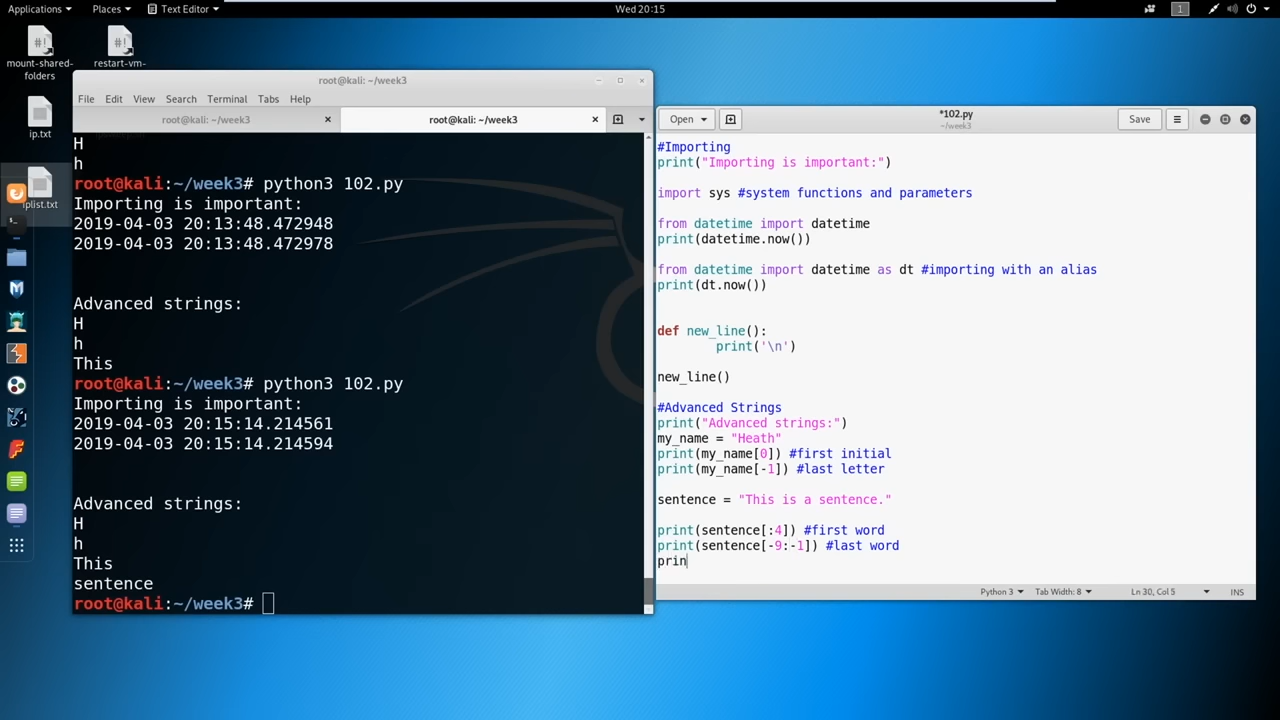 Applications
Places
Text Editor
Wed 20:15
1
mount-shared-
folders
restart-vm-
ip.txt
iplist.txt
root@kali: ~/week3
File Edit View Search Terminal Tabs Help
root@kali: ~/week3
root@kali: ~/week3
H
h
root@kali:~/week3# python3 102.py
Importing is important:
2019-04-03 20:13:48.472948
2019-04-03 20:13:48.472978
Advanced strings:
H
h
This
root@kali:~/week3# python3 102.py
Importing is important:
2019-04-03 20:15:14.214561
2019-04-03 20:15:14.214594
Advanced strings:
H
h
This
sentence
root@kali:~/week3#
Open
*102.py
~/week3
Save
#Importing
print("Importing is important:")
import sys #system functions and parameters
from datetime import datetime
print(datetime.now())
from datetime import datetime as dt #importing with an alias
print(dt.now())
def new_line():
print('\n')
new_line()
#Advanced Strings
print("Advanced strings:")
my_name = "Heath"
print(my_name[0]) #first initial
print(my_name[-1]) #last letter
sentence = "This is a sentence."
print(sentence[:4]) #first word
print(sentence[-9:-1]) #last word
prin
Python 3
Tab Width: 8
Ln 30, Col 5
INS